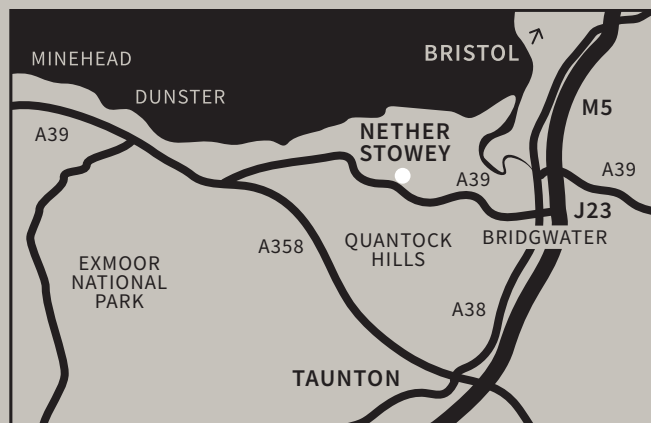 MINEHEAD
BRISTOL
DUNSTER
M5
A39
NETHER
STOWEY
A39
A39
J23
A358
QUANTOCK
HILLS
BRIDGWATER
EXMOOR
NATIONAL
PARK
A38
TAUNTON